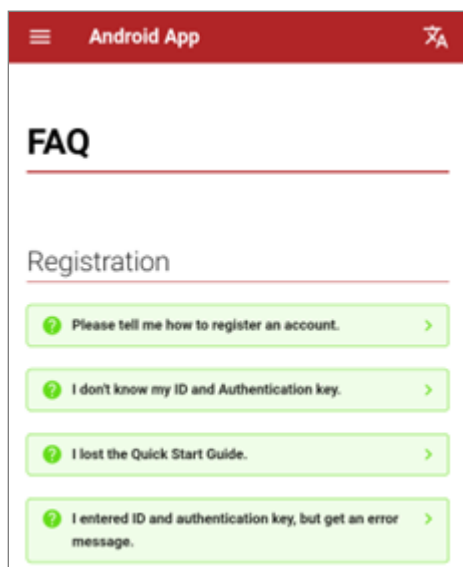 Android App
FAQ
Registration
Please tell me how to register an account.
I don't know my ID and Authentication key.
I lost the Quick Start Guide.
I entered ID and authentication key, but get an error
message.